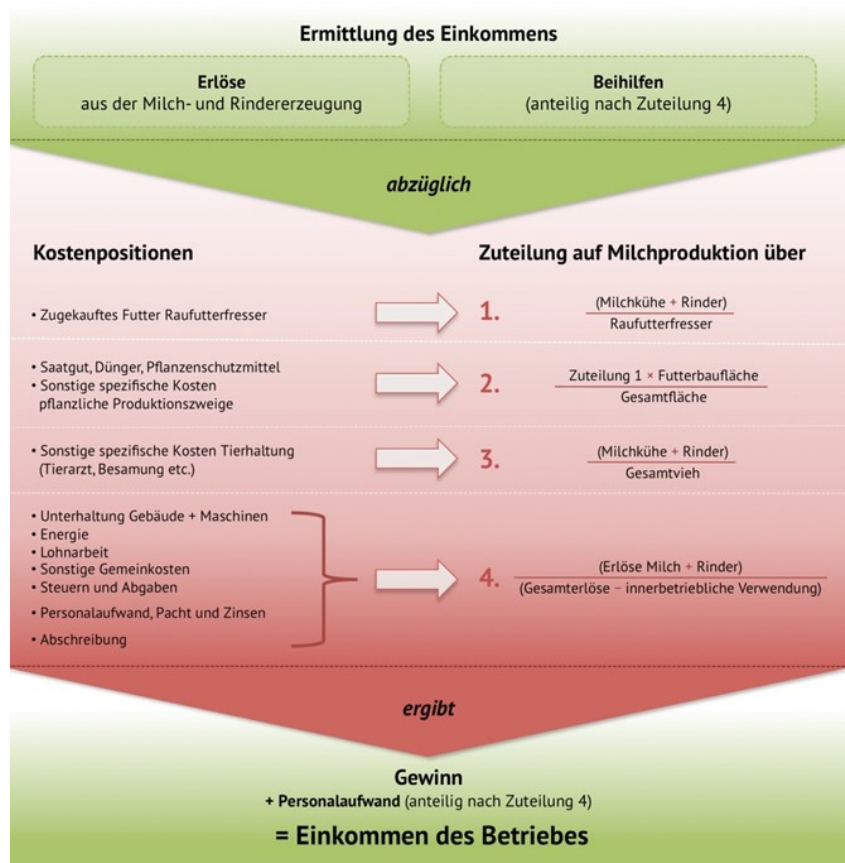 Ermittlung des Einkommens
Erlöse
aus der Milch- und Rindererzeugung
Beihilfen
(anteilig nach Zuteilung 4)
abzüglich
Kostenpositionen
Zuteilung auf Milchproduktion über
• Zugekauftes Futter Raufutterfresser
1.
(Milchkühe + Rinder)
Raufutterfresser
• Saatgut, Dünger, Pflanzenschutzmittel
• Sonstige spezifische Kosten
pflanzliche Produktionszweige
2.
Zuteilung 1 × Futterbaufläche
Gesamtfläche
• Sonstige spezifische Kosten Tierhaltung
(Tierarzt, Besamung etc.)
3.
(Milchkühe + Rinder)
Gesamtvieh
• Unterhaltung Gebäude + Maschinen
• Energie
• Lohnarbeit
• Sonstige Gemeinkosten
• Steuern und Abgaben
• Personalaufwand, Pacht und Zinsen
• Abschreibung
4.
(Erlöse Milch + Rinder)
(Gesamterlöse − innerbetriebliche Verwendung)
ergibt
Gewinn
+ Personalaufwand (anteilig nach Zuteilung 4)
= Einkommen des Betriebes